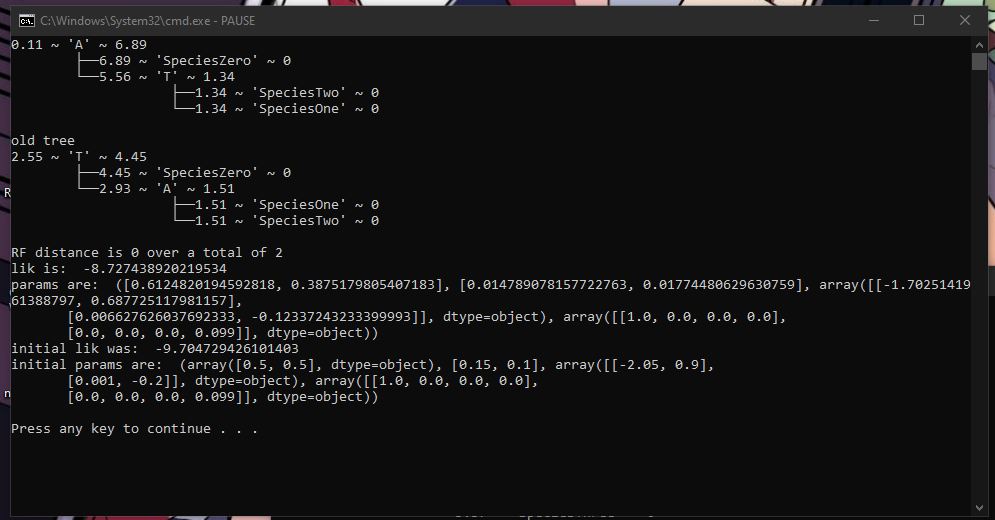 C:\Windows\System32\cmd.exe - PAUSE
0.11 ~ 'A' ~ 6.89
├──6.89 ~ 'SpeciesZero' ~ 0
└──5.56 ~ 'T' ~ 1.34
├──1.34 ~ 'SpeciesTwo' ~ 0
└──1.34 ~ 'SpeciesOne' ~ 0
old tree
2.55 ~ 'T' ~ 4.45
├──4.45 ~ 'SpeciesZero' ~ 0
└──2.93 ~ 'A' ~ 1.51
├──1.51 ~ 'SpeciesOne' ~ 0
└──1.51 ~ 'SpeciesTwo' ~ 0
RF distance is 0 over a total of 2
lik is:  -8.727438920219534
params are:  ([0.6124820194592818, 0.3875179805407183], [0.014789078157722763, 0.01774480629630759], array([[-1.70251419
61388797, 0.687725117981157],
[0.006627626037692333, -0.12337243233399993]], dtype=object), array([[1.0, 0.0, 0.0, 0.0],
[0.0, 0.0, 0.0, 0.099]], dtype=object))
initial lik was:  -9.704729426101403
initial params are:  (array([0.5, 0.5], dtype=object), [0.15, 0.1], array([[-2.05, 0.9],
[0.001, -0.2]], dtype=object), array([[1.0, 0.0, 0.0, 0.0],
[0.0, 0.0, 0.0, 0.099]], dtype=object))
Press any key to continue . . .